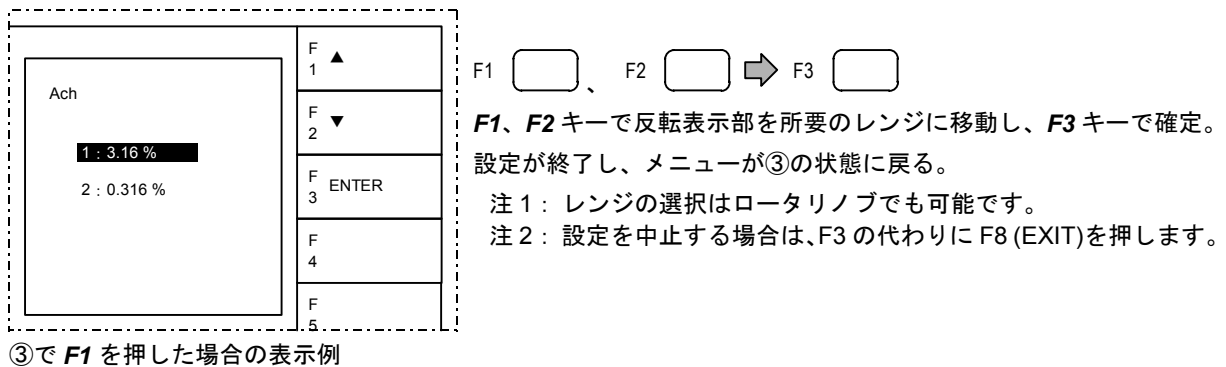 Ach
1：3.16 %
2：0.316 %
F1 ▲
F2 ▼
F3 ENTER
F4
F5
F1 、 F2 ⇨ F3
F1、F2 キーで反転表示部を所要のレンジに移動し、F3 キーで確定。
設定が終了し、メニューが③の状態に戻る。
注 1： レンジの選択はロータリノブでも可能です。
注 2： 設定を中止する場合は、F3 の代わりに F8 (EXIT)を押します。
③で F1 を押した場合の表示例